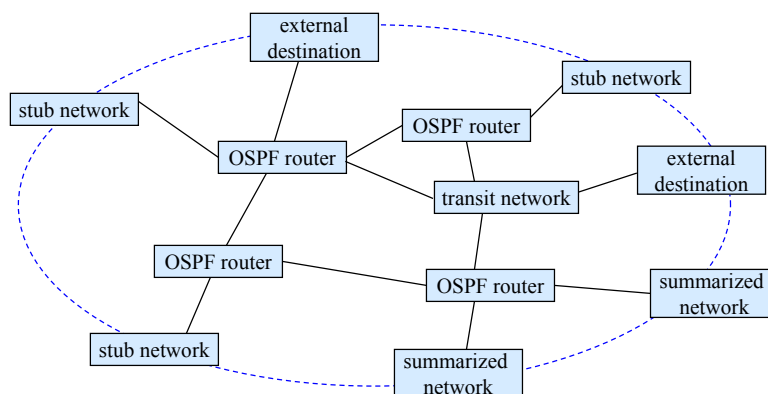 external
destination
stub network
stub network
OSPF router
OSPF router
external
destination
transit network
OSPF router
OSPF router
summarized
network
stub network
summarized
network